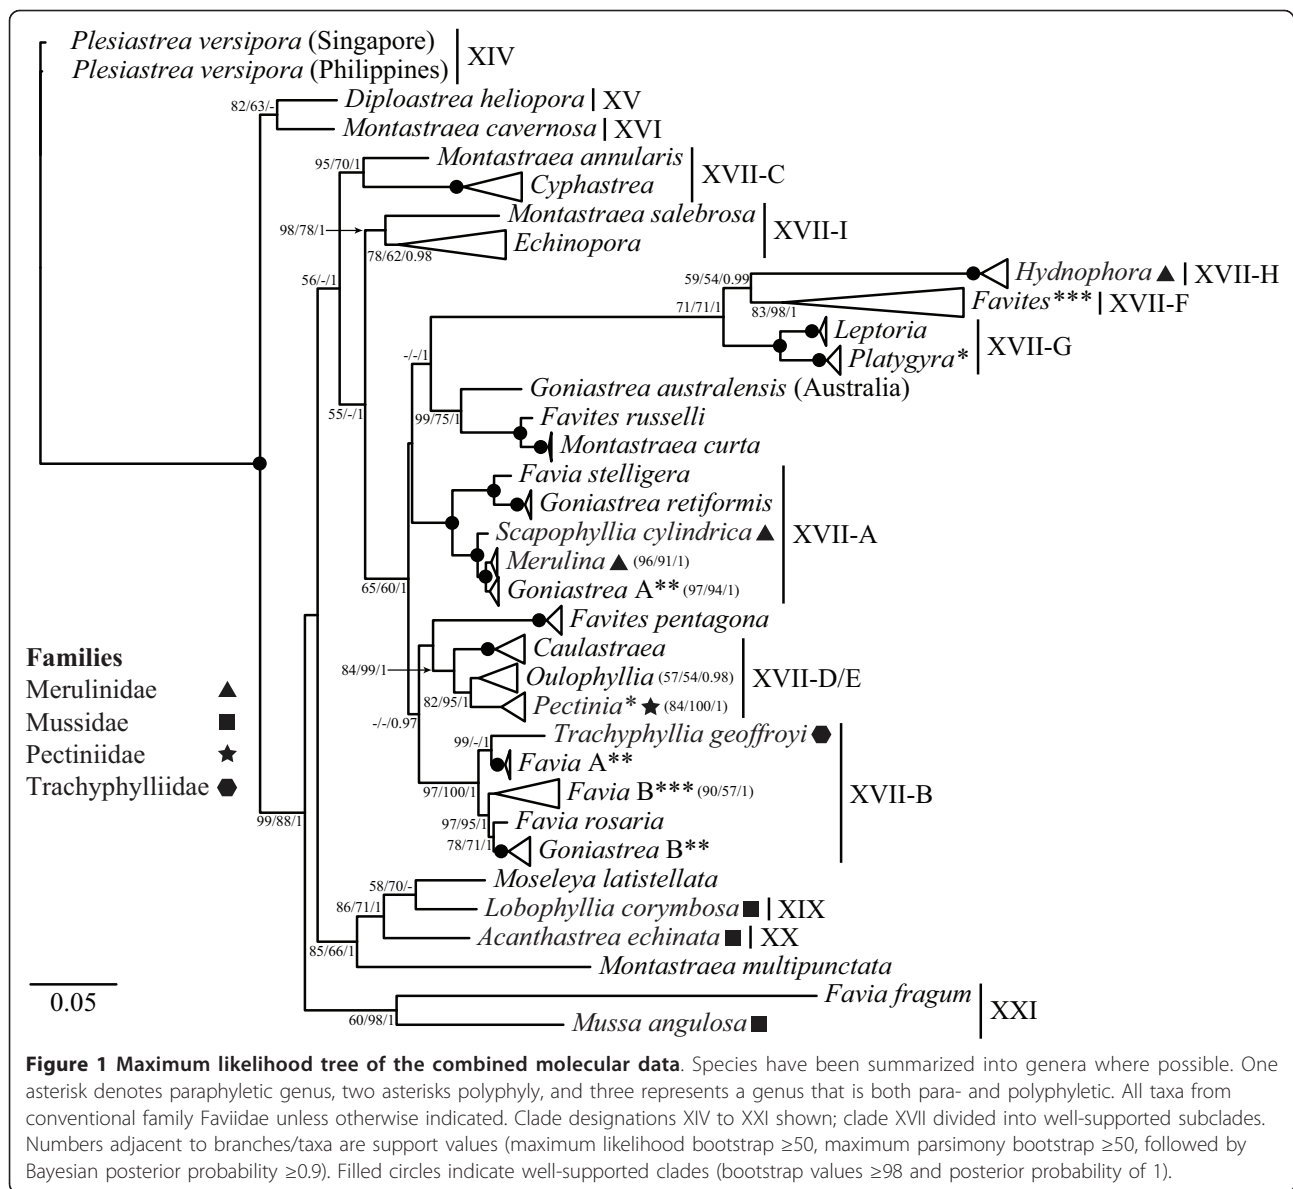 Plesiastrea versipora (Singapore)
Plesiastrea versipora (Philippines)
XIV
82/63/-
Diploastrea heliopora
XV
Montastraea cavernosa
XVI
95/70/1
Montastraea annularis
Cyphastrea
XVII-C
98/78/1
Montastraea salebrosa
Echinopora
78/62/0.98
XVII-I
56/-/1
59/54/0.99
Hydnophora
XVII-H
71/71/1
83/98/1
Favites***
XVII-F
Leptoria
Platygyra*
XVII-G
-/-/1
Goniastrea australensis (Australia)
55/-/1
99/75/1
Favites russelli
Montastraea curta
Favia stelligera
Goniastrea retiformis
Scapophyllia cylindrica
Merulina (96/91/1)
Goniastrea A** (97/94/1)
XVII-A
65/60/1
Favites pentagona
84/99/1
Caulastraea
Oulophyllia (57/54/0.98)
82/95/1
Pectinia* (84/100/1)
XVII-D/E
-/-/0.97
99/-/1
Trachyphyllia geoffroyi
Favia A**
97/100/1
Favia B*** (90/57/1)
97/95/1
Favia rosaria
78/71/1
Goniastrea B**
XVII-B
Families
Merulinidae
Mussidae
Pectiniidae
Trachyphylliidae
99/88/1
58/70/-
Moseleya latistellata
86/71/1
Lobophyllia corymbosa
XIX
Acanthastrea echinata
XX
85/66/1
Montastraea multipunctata
Favia fragum
60/98/1
Mussa angulosa
XXI
0.05
Figure 1 Maximum likelihood tree of the combined molecular data. Species have been summarized into genera where possible. One
asterisk denotes paraphyletic genus, two asterisks polyphyly, and three represents a genus that is both para- and polyphyletic. All taxa from
conventional family Faviidae unless otherwise indicated. Clade designations XIV to XXI shown; clade XVII divided into well-supported subclades.
Numbers adjacent to branches/taxa are support values (maximum likelihood bootstrap ≥50, maximum parsimony bootstrap ≥50, followed by
Bayesian posterior probability ≥0.9). Filled circles indicate well-supported clades (bootstrap values ≥98 and posterior probability of 1).